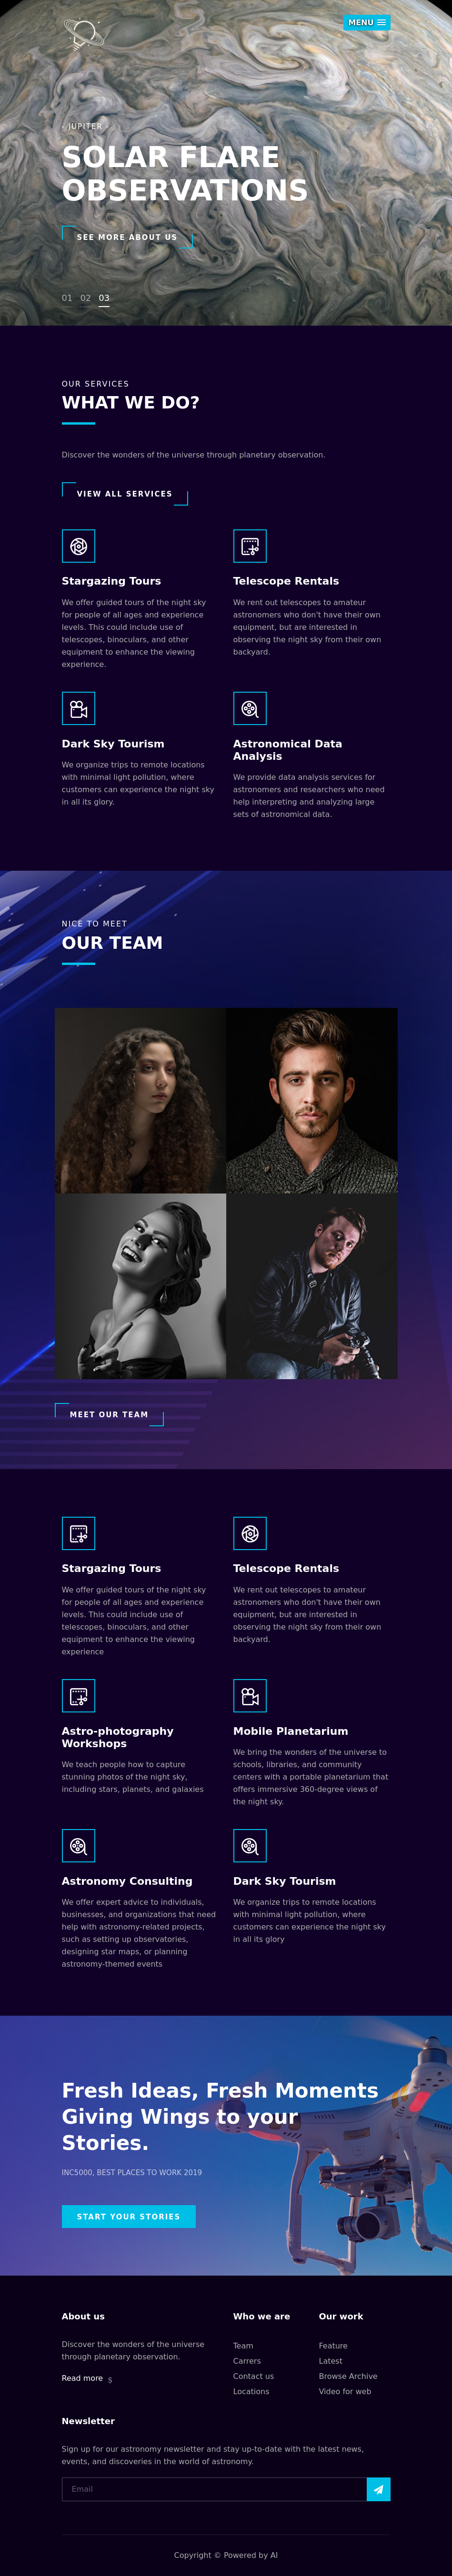 MENU
- JUPITER -
SOLAR FLARE
OBSERVATIONS
SEE MORE ABOUT US
01 02 03
OUR SERVICES
WHAT WE DO?
Discover the wonders of the universe through planetary observation.
VIEW ALL SERVICES
Stargazing Tours
We offer guided tours of the night sky
for people of all ages and experience
levels. This could include use of
telescopes, binoculars, and other
equipment to enhance the viewing
experience.
Telescope Rentals
We rent out telescopes to amateur
astronomers who don't have their own
equipment, but are interested in
observing the night sky from their own
backyard.
Dark Sky Tourism
We organize trips to remote locations
with minimal light pollution, where
customers can experience the night sky
in all its glory.
Astronomical Data
Analysis
We provide data analysis services for
astronomers and researchers who need
help interpreting and analyzing large
sets of astronomical data.
NICE TO MEET
OUR TEAM
MEET OUR TEAM
Stargazing Tours
We offer guided tours of the night sky
for people of all ages and experience
levels. This could include use of
telescopes, binoculars, and other
equipment to enhance the viewing
experience
Telescope Rentals
We rent out telescopes to amateur
astronomers who don't have their own
equipment, but are interested in
observing the night sky from their own
backyard.
Astro-photography
Workshops
We teach people how to capture
stunning photos of the night sky,
including stars, planets, and galaxies
Mobile Planetarium
We bring the wonders of the universe to
schools, libraries, and community
centers with a portable planetarium that
offers immersive 360-degree views of
the night sky.
Astronomy Consulting
We offer expert advice to individuals,
businesses, and organizations that need
help with astronomy-related projects,
such as setting up observatories,
designing star maps, or planning
astronomy-themed events
Dark Sky Tourism
We organize trips to remote locations
with minimal light pollution, where
customers can experience the night sky
in all its glory
Fresh Ideas, Fresh Moments
Giving Wings to your
Stories.
INC5000, BEST PLACES TO WORK 2019
START YOUR STORIES
About us
Discover the wonders of the universe
through planetary observation.
Read more $
Who we are
Team
Carrers
Contact us
Locations
Our work
Feature
Latest
Browse Archive
Video for web
Newsletter
Sign up for our astronomy newsletter and stay up-to-date with the latest news,
events, and discoveries in the world of astronomy.
Email
Copyright © Powered by AI